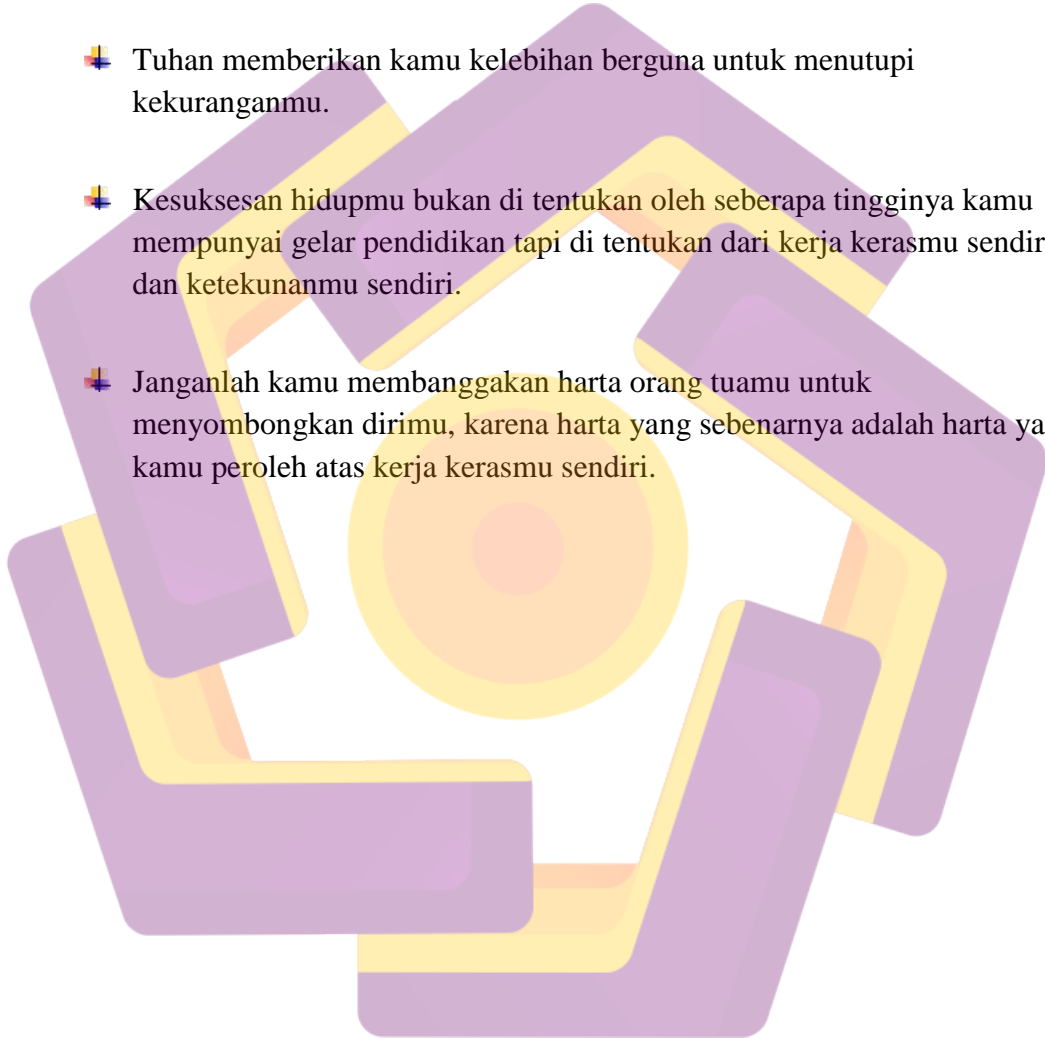 Tuhan memberikan kamu kelebihan berguna untuk menutupi
kekuranganmu.
Kesuksesan hidupmu bukan di tentukan oleh seberapa tingginya kamu
mempunyai gelar pendidikan tapi di tentukan dari kerja kerasmu sendir
dan ketekunanmu sendiri.
Janganlah kamu membanggakan harta orang tuamu untuk
menyombongkan dirimu, karena harta yang sebenarnya adalah harta ya
kamu peroleh atas kerja kerasmu sendiri.